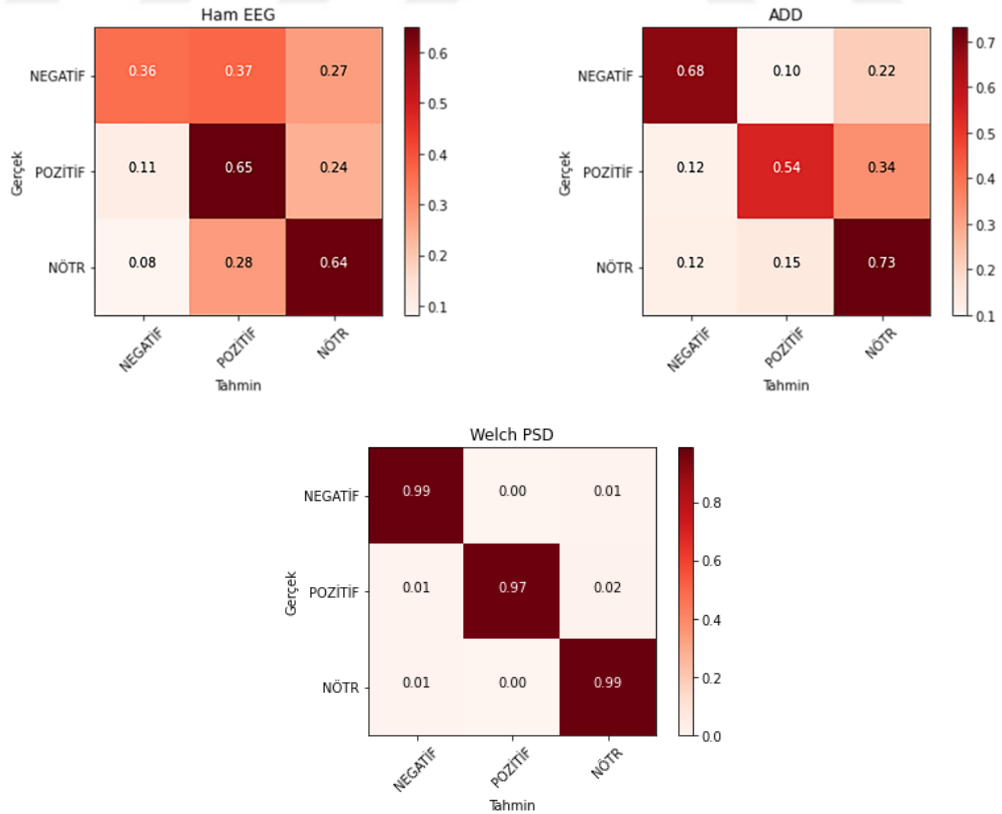 Ham EEG
NEGATİF 0.36 0.37 0.27
POZİTİF 0.11 0.65 0.24
NÖTR 0.08 0.28 0.64
Gerçek
NEGATİF POZİTİF NÖTR
Tahmin
0.6
0.5
0.4
0.3
0.2
0.1
ADD
NEGATİF 0.68 0.10 0.22
POZİTİF 0.12 0.54 0.34
NÖTR 0.12 0.15 0.73
Gerçek
NEGATİF POZİTİF NÖTR
Tahmin
0.7
0.6
0.5
0.4
0.3
0.2
0.1
Welch PSD
NEGATİF 0.99 0.00 0.01
POZİTİF 0.01 0.97 0.02
NÖTR 0.01 0.00 0.99
Gerçek
NEGATİF POZİTİF NÖTR
Tahmin
0.8
0.6
0.4
0.2
0.0